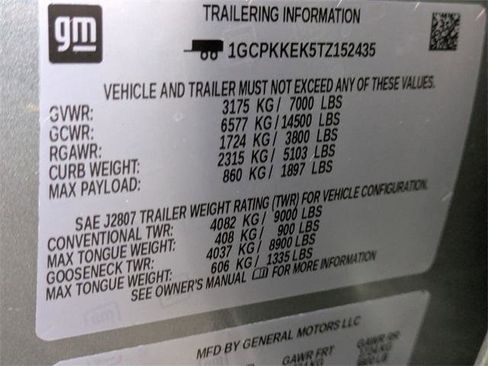 gm
TRAILERING INFORMATION
1GCPKKEK5TZ152435
VEHICLE AND TRAILER MUST NOT EXCEED ANY OF THESE VALUES.
GVWR: 3175 KG / 7000 LBS
GCWR: 6577 KG / 14500 LBS
RGAWR: 1724 KG / 3800 LBS
CURB WEIGHT: 2315 KG / 5103 LBS
MAX PAYLOAD: 860 KG / 1897 LBS
SAE J2807 TRAILER WEIGHT RATING (TWR) FOR VEHICLE CONFIGURATION.
CONVENTIONAL TWR: 4082 KG / 9000 LBS
MAX TONGUE WEIGHT: 408 KG / 900 LBS
GOOSENECK TWR: 4037 KG / 8900 LBS
MAX TONGUE WEIGHT: 606 KG / 1335 LBS
SEE OWNER'S MANUAL FOR MORE INFORMATION
MFD BY GENERAL MOTORS LLC
GAWR FRT GAWR RR